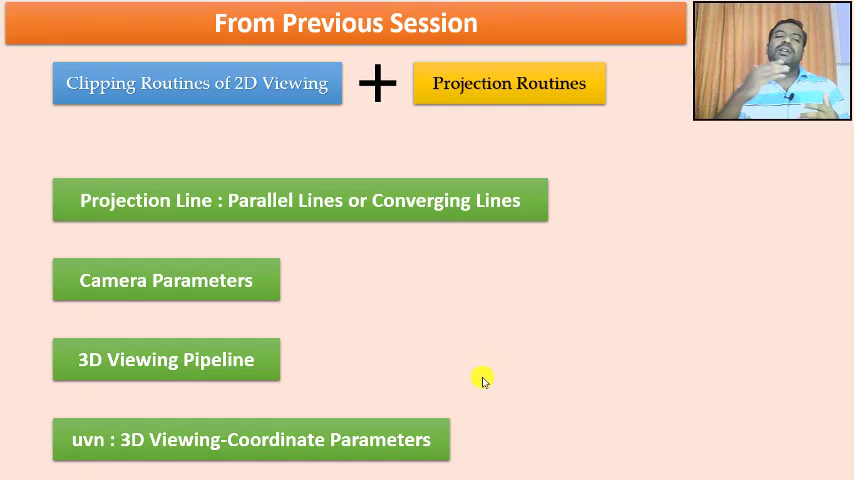 From Previous Session
Clipping Routines of 2D Viewing + Projection Routines
Projection Line : Parallel Lines or Converging Lines
Camera Parameters
3D Viewing Pipeline
uvn : 3D Viewing-Coordinate Parameters